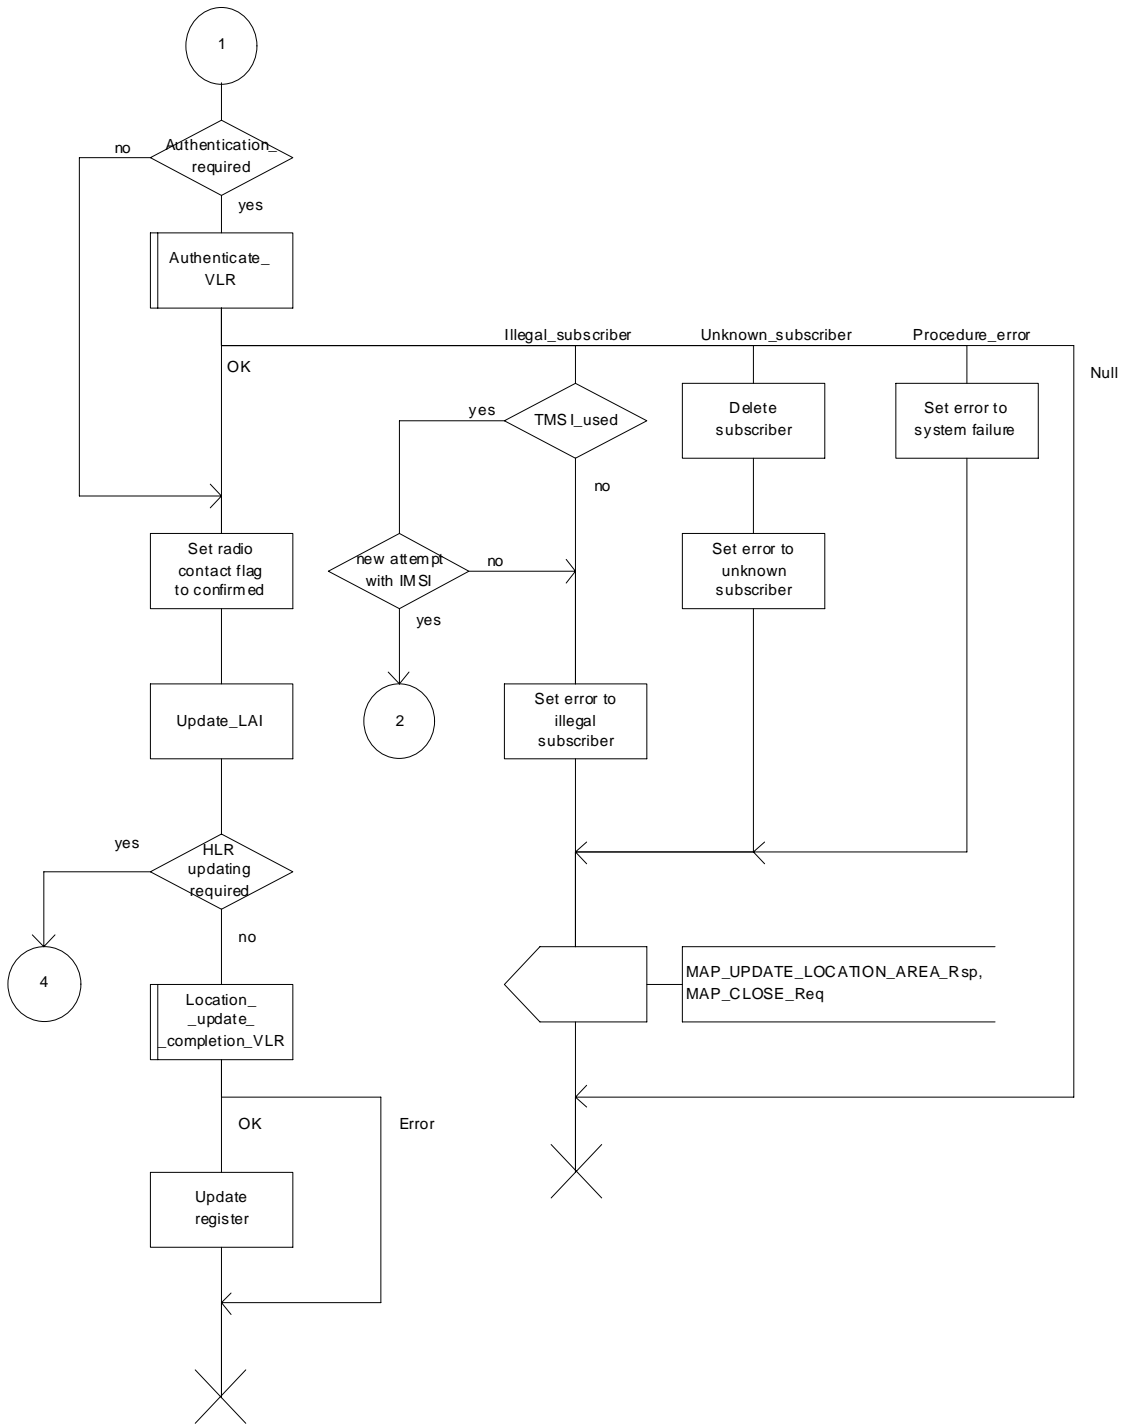 1
Authentication_
required
no
yes
Authenticate_
VLR
Illegal_subscriber
Unknown_subscriber
Procedure_error
OK
Null
yes
TMSI_used
no
Delete
subscriber
Set error to
system failure
Set radio
contact flag
to confirmed
new attempt
with IMSI
no
yes
Set error to
unknown
subscriber
Update_LAI
2
Set error to
illegal
subscriber
yes
HLR
updating
required
no
4
MAP_UPDATE_LOCATION_AREA_Rsp,
MAP_CLOSE_Req
Location_
_update_
_completion_VLR
OK
Error
Update
register